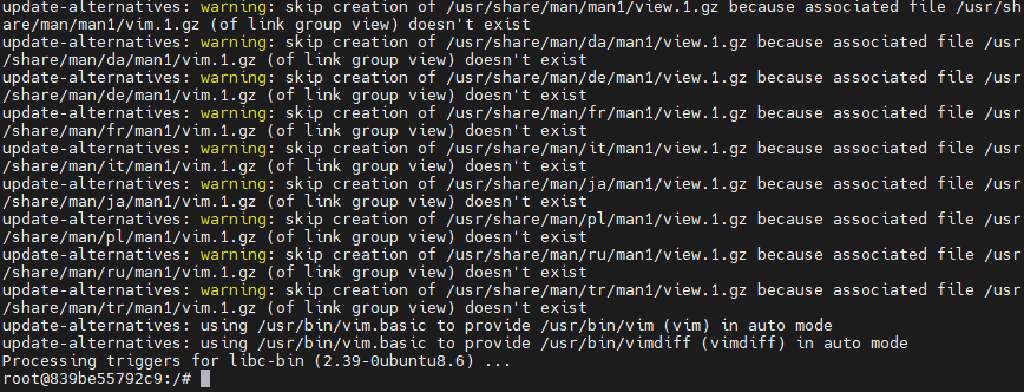 update-alternatives: warning: skip creation of /usr/share/man/man1/view.1.gz because associated file /usr/sh
are/man/man1/vim.1.gz (of link group view) doesn't exist
update-alternatives: warning: skip creation of /usr/share/man/da/man1/view.1.gz because associated file /usr
/share/man/da/man1/vim.1.gz (of link group view) doesn't exist
update-alternatives: warning: skip creation of /usr/share/man/de/man1/view.1.gz because associated file /usr
/share/man/de/man1/vim.1.gz (of link group view) doesn't exist
update-alternatives: warning: skip creation of /usr/share/man/fr/man1/view.1.gz because associated file /usr
/share/man/fr/man1/vim.1.gz (of link group view) doesn't exist
update-alternatives: warning: skip creation of /usr/share/man/it/man1/view.1.gz because associated file /usr
/share/man/it/man1/vim.1.gz (of link group view) doesn't exist
update-alternatives: warning: skip creation of /usr/share/man/ja/man1/view.1.gz because associated file /usr
/share/man/ja/man1/vim.1.gz (of link group view) doesn't exist
update-alternatives: warning: skip creation of /usr/share/man/pl/man1/view.1.gz because associated file /usr
/share/man/pl/man1/vim.1.gz (of link group view) doesn't exist
update-alternatives: warning: skip creation of /usr/share/man/ru/man1/view.1.gz because associated file /usr
/share/man/ru/man1/vim.1.gz (of link group view) doesn't exist
update-alternatives: warning: skip creation of /usr/share/man/tr/man1/view.1.gz because associated file /usr
/share/man/tr/man1/vim.1.gz (of link group view) doesn't exist
update-alternatives: using /usr/bin/vim.basic to provide /usr/bin/vim (vim) in auto mode
update-alternatives: using /usr/bin/vim.basic to provide /usr/bin/vimdiff (vimdiff) in auto mode
Processing triggers for libc-bin (2.39-0ubuntu8.6) ...
root@839be55792c9:/#